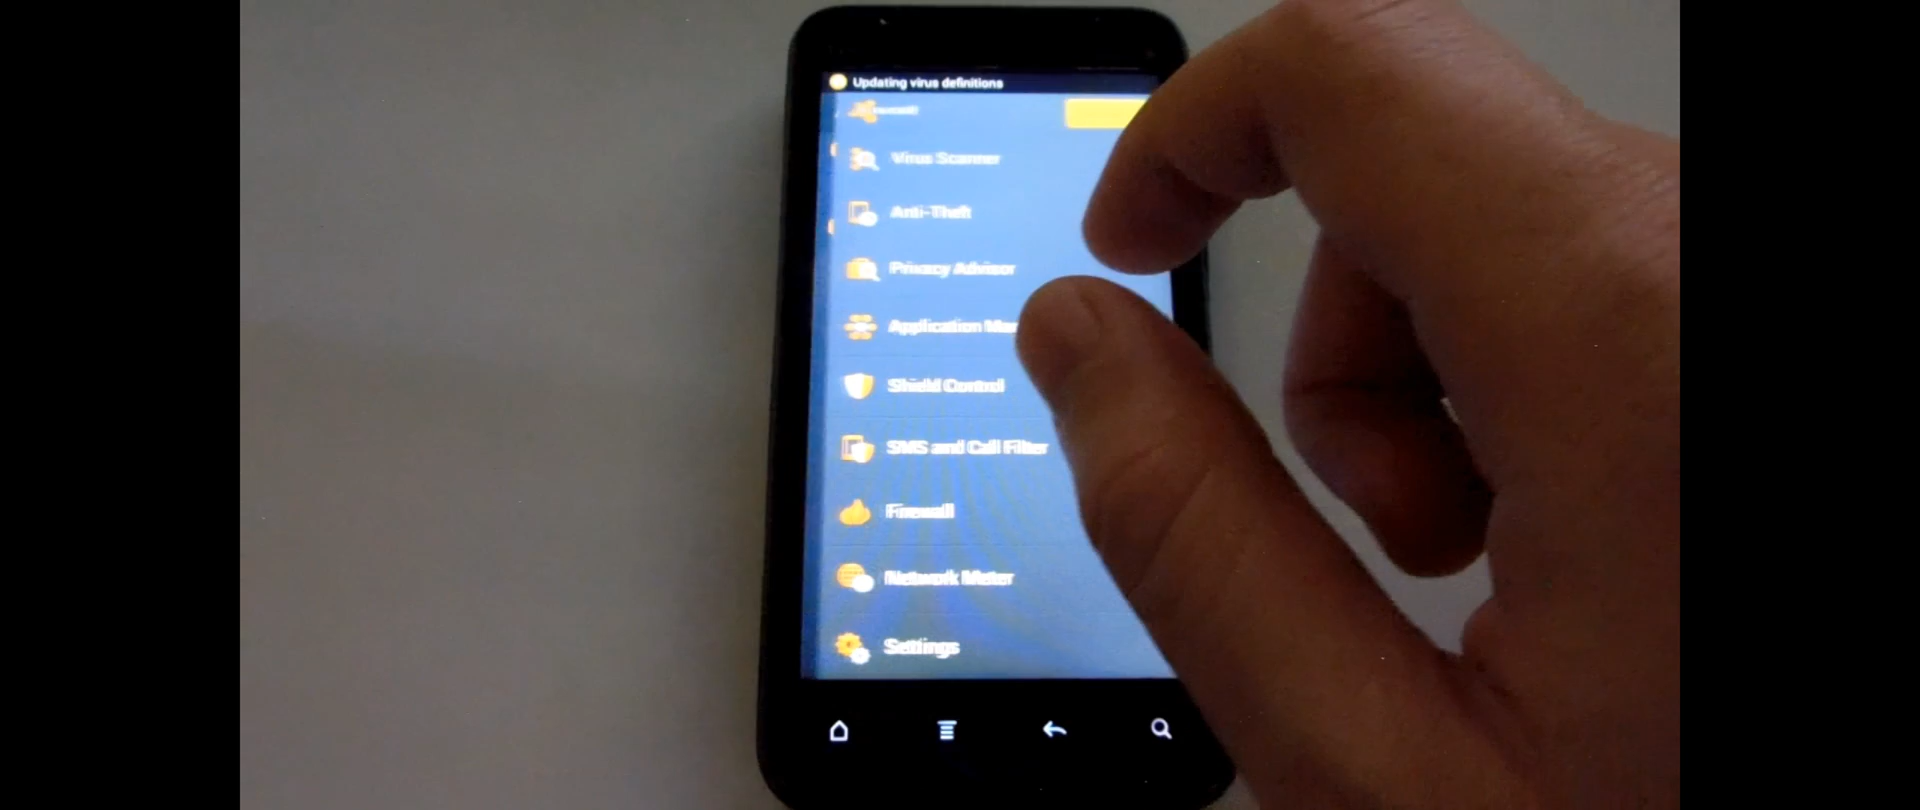 Updating virus definitions
Virus Scanner
Anti-Theft
Privacy Advisor
Application
Shield Control
SMS and Call Filter
Firewall
Network Meter
Settings